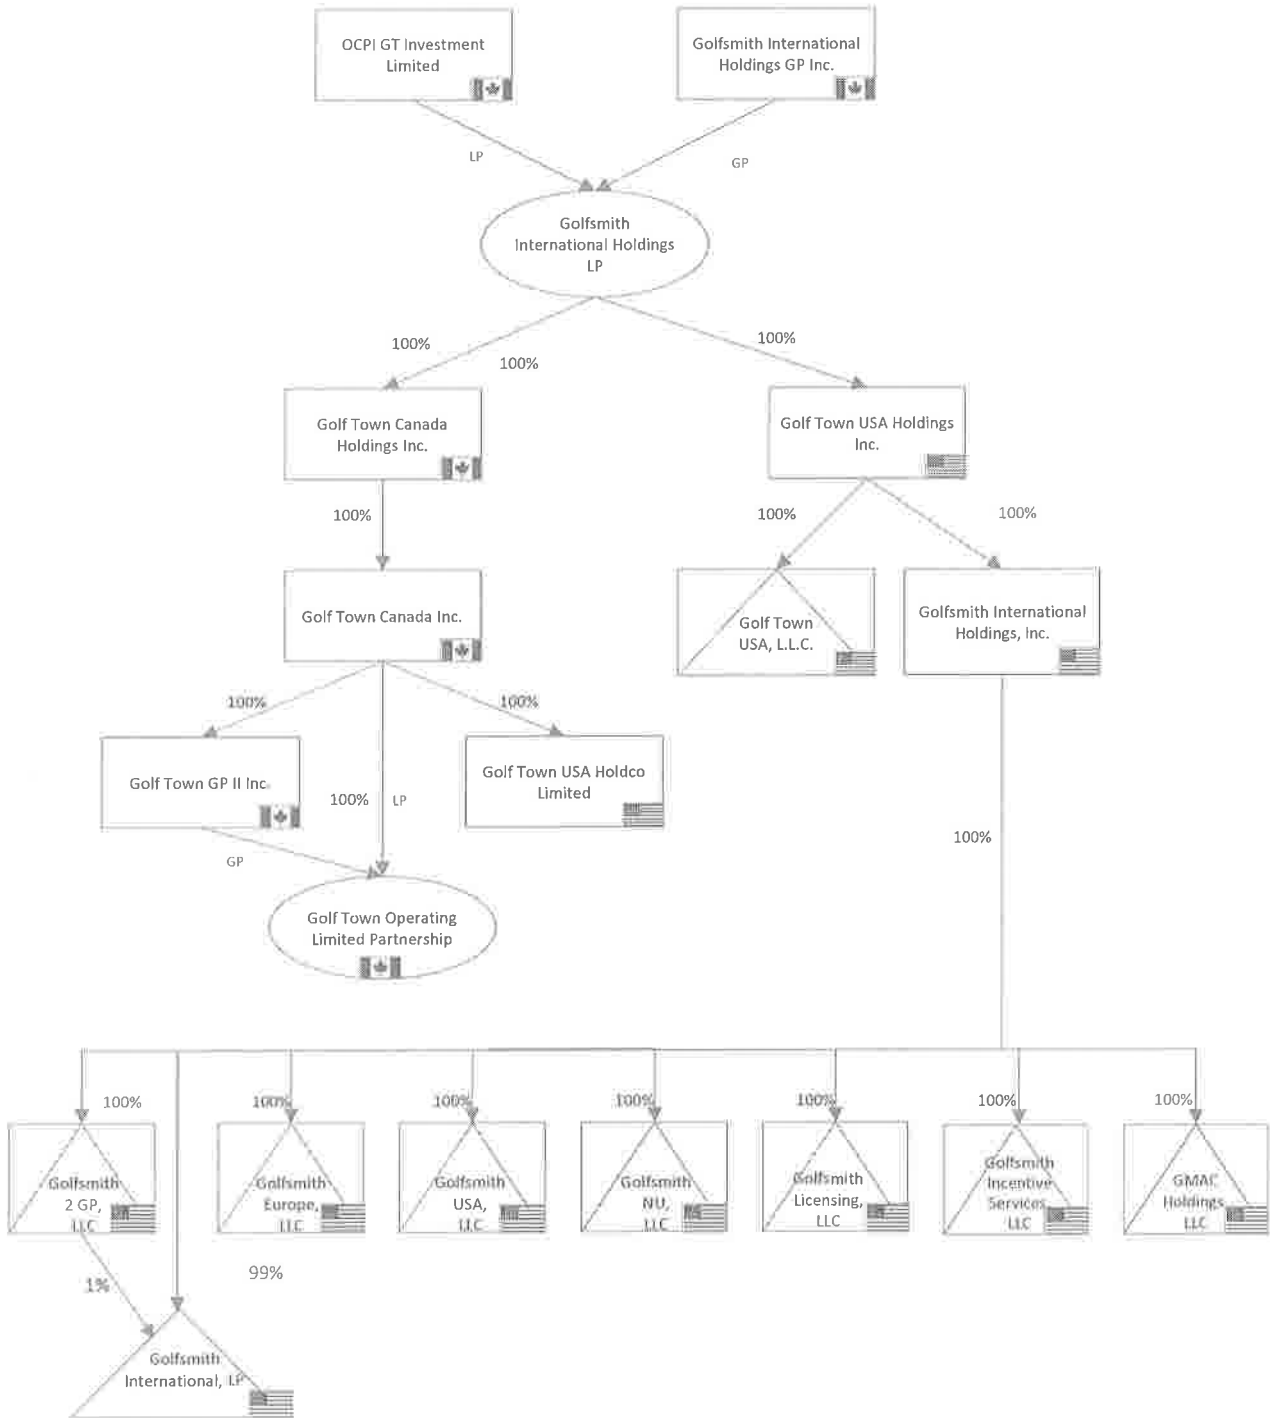 OCPI GT Investment
Limited
Golfsmith International
Holdings GP Inc.
LP
GP
Golfsmith
International Holdings
LP
100%
100%
100%
Golf Town Canada
Holdings Inc.
Golf Town USA Holdings
Inc.
100%
100%
100%
Golf Town Canada Inc.
Golf Town
USA, L.L.C.
Golfsmith International
Holdings, Inc.
100%
100%
Golf Town GP II Inc.
100%
LP
Golf Town USA Holdco
Limited
100%
GP
Golf Town Operating
Limited Partnership
100%
100%
100%
100%
100%
100%
100%
Golfsmith
2 GP,
LLC
Golfsmith
Europe,
LLC
Golfsmith
USA,
LLC
Golfsmith
NU,
LLC
Golfsmith
Licensing,
LLC
Golfsmith
Incentive
Services,
LLC
GMAC
Holdings
LLC
1%
99%
Golfsmith
International, LP